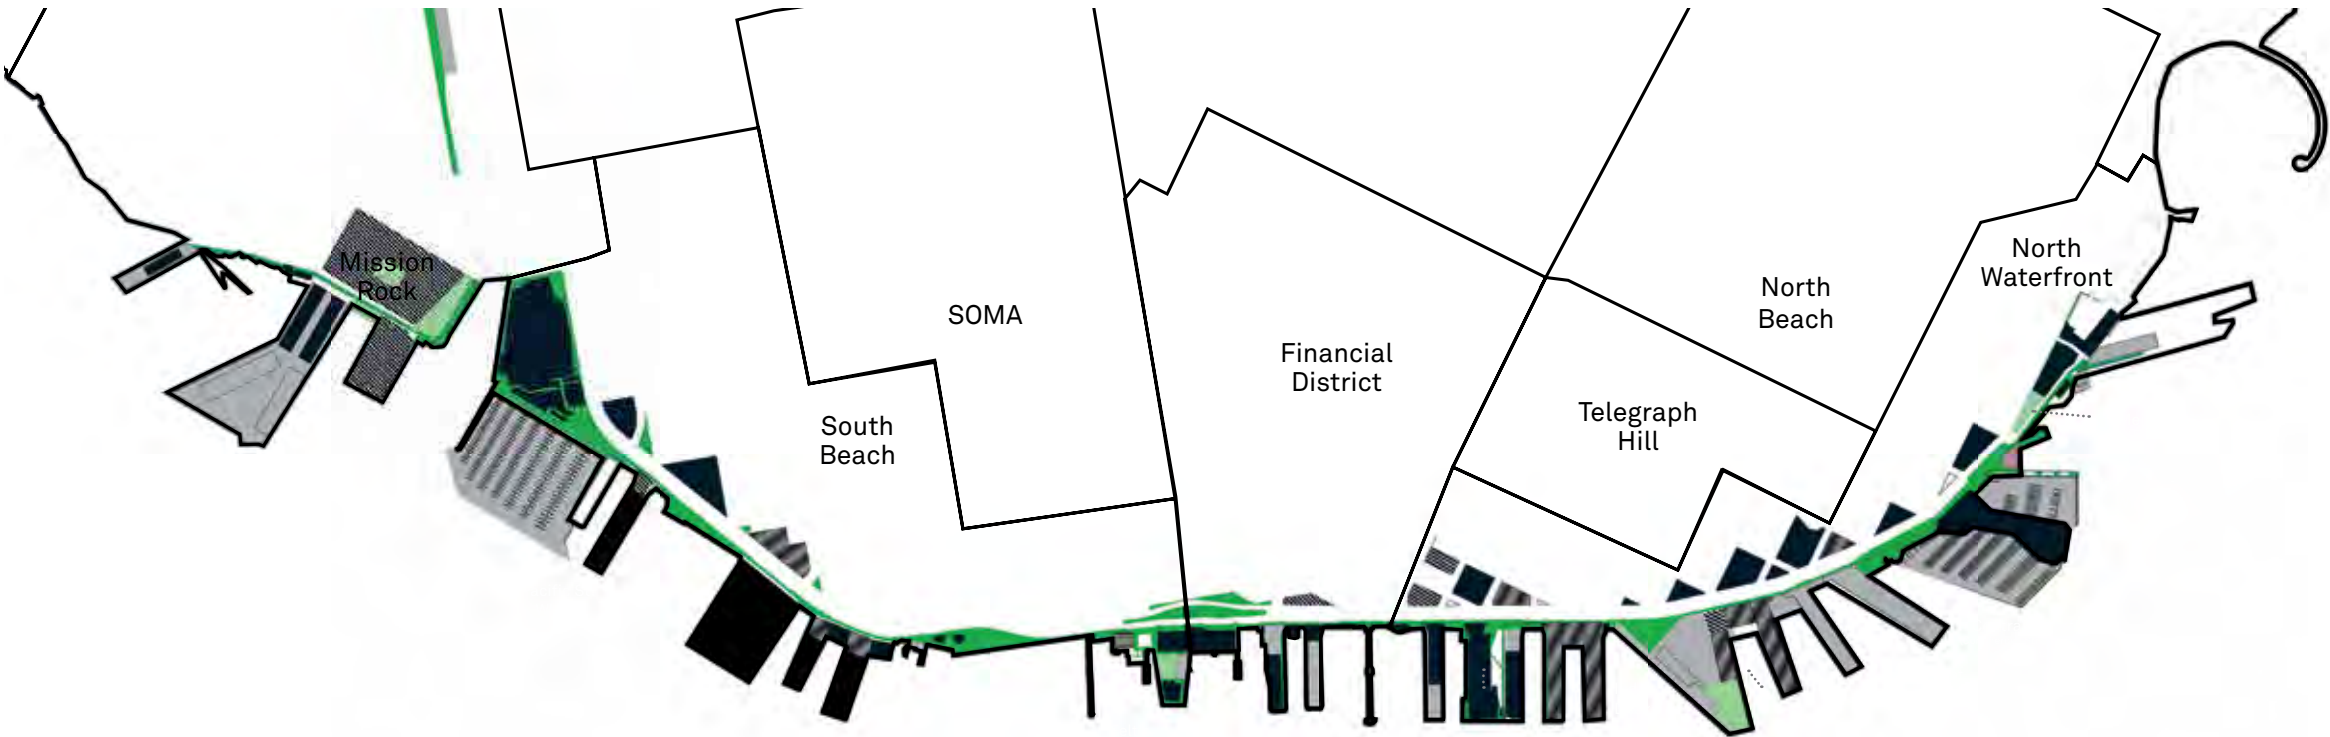 Mission
Rock
SOMA
South
Beach
Financial
District
Telegraph
Hill
North
Beach
North
Waterfront